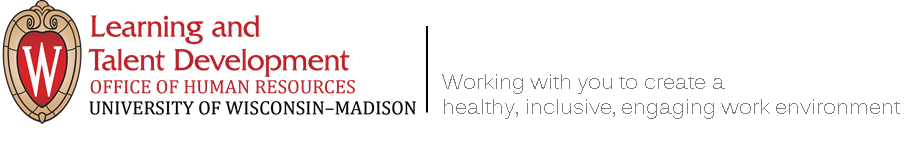 W
Learning and
Talent Development
OFFICE OF HUMAN RESOURCES
UNIVERSITY OF WISCONSIN–MADISON
Working with you to create a
healthy, inclusive, engaging work environment